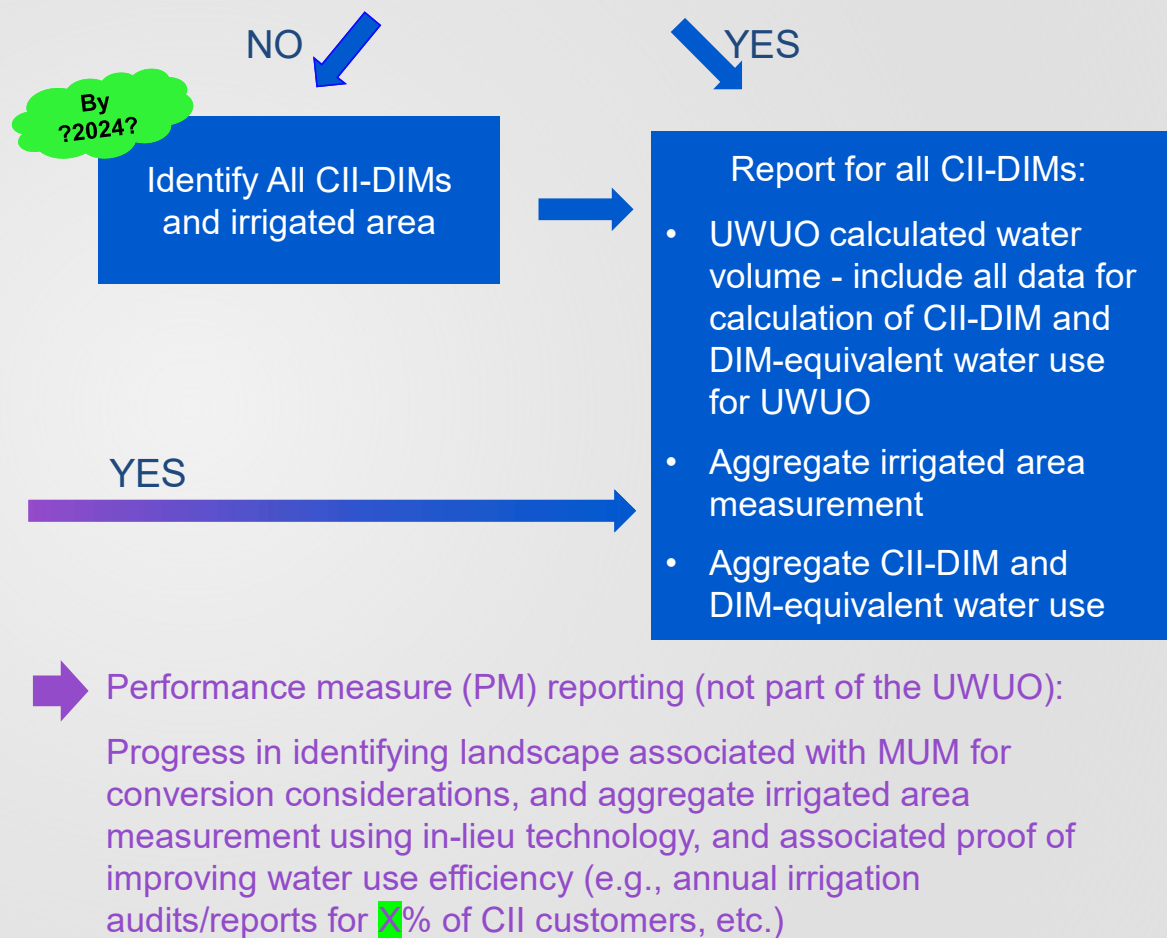 NO
YES
By
?2024?
Identify All CII-DIMs
and irrigated area
Report for all CII-DIMs:
• UWUO calculated water
volume - include all data for
calculation of CII-DIM and
DIM-equivalent water use
for UWUO
• Aggregate irrigated area
measurement
• Aggregate CII-DIM and
DIM-equivalent water use
YES
Performance measure (PM) reporting (not part of the UWUO):
Progress in identifying landscape associated with MUM for
conversion considerations, and aggregate irrigated area
measurement using in-lieu technology, and associated proof of
improving water use efficiency (e.g., annual irrigation
audits/reports for X% of CII customers, etc.)